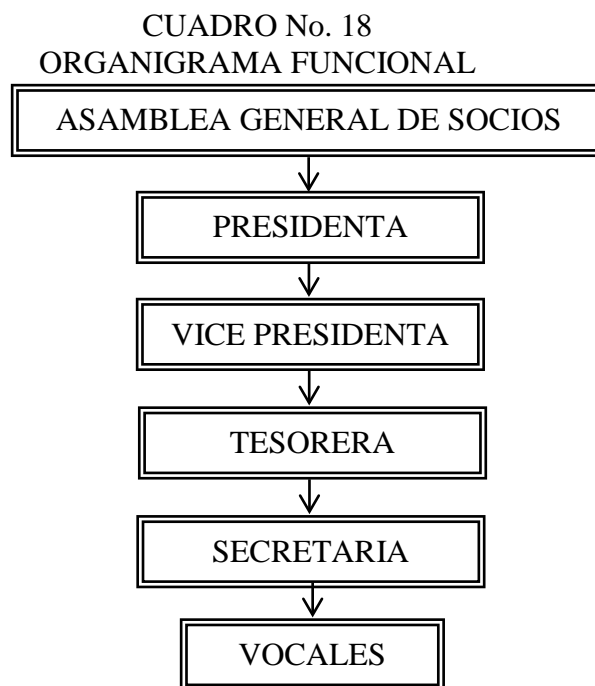 CUADRO No. 18
ORGANIGRAMA FUNCIONAL
ASAMBLEA GENERAL DE SOCIOS
PRESIDENTA
VICE PRESIDENTA
TESORERA
SECRETARIA
VOCALES